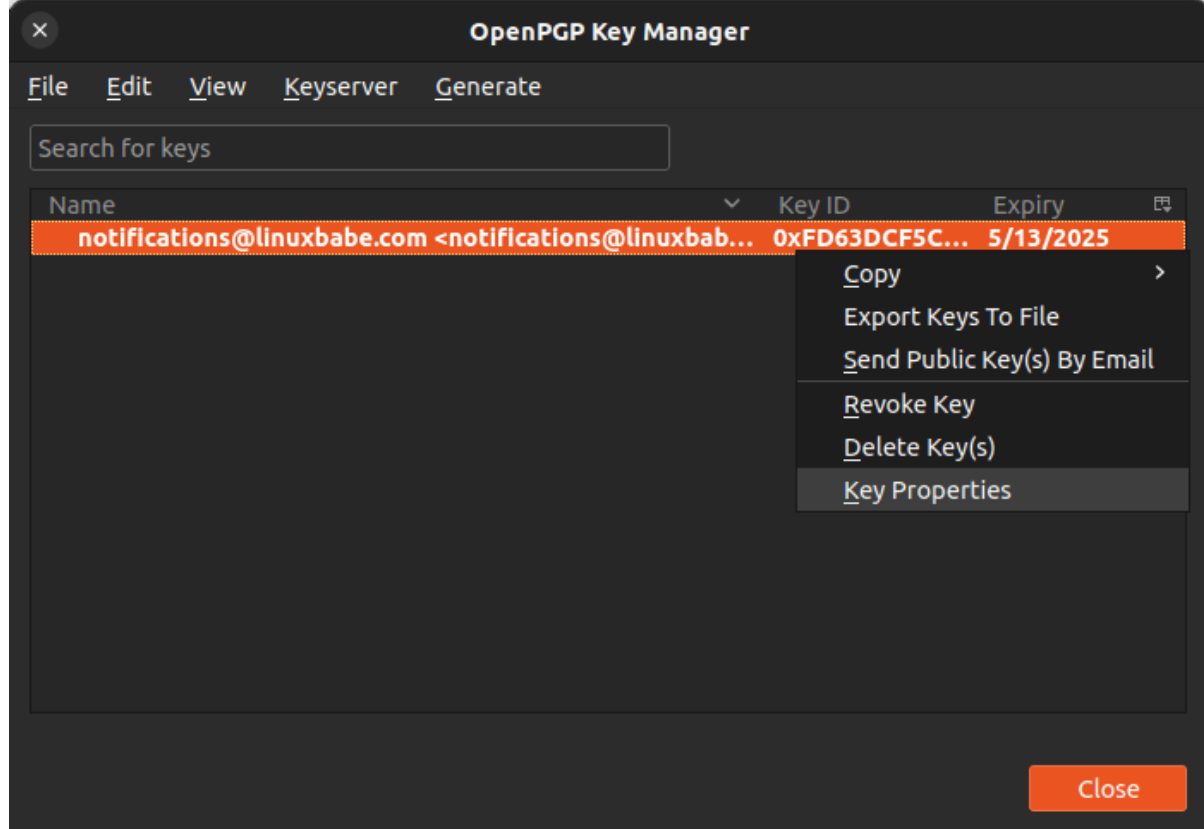 OpenPGP Key Manager
File Edit View Keyserver Generate
Search for keys
Name Key ID Expiry
notifications@linuxbabe.com <notifications@linuxbab... 0xFD63DCF5C... 5/13/2025
Copy
Export Keys To File
Send Public Key(s) By Email
Revoke Key
Delete Key(s)
Key Properties
Close